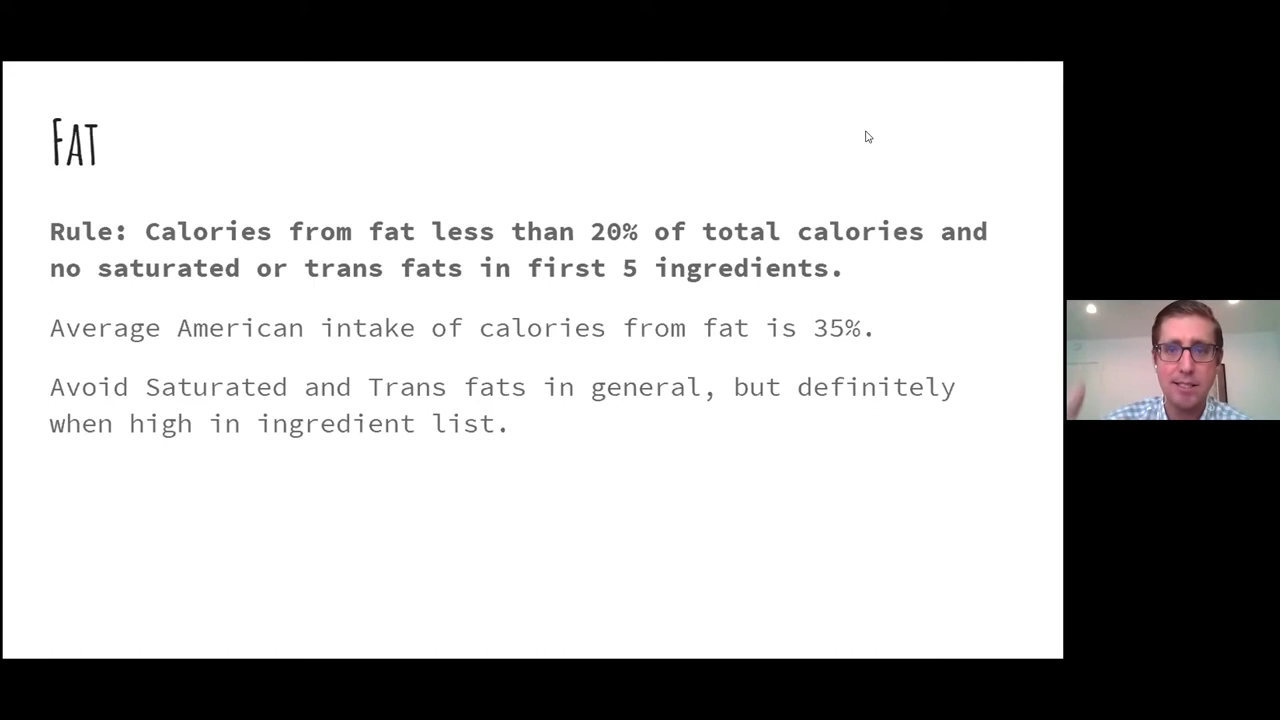 FAT
Rule: Calories from fat less than 20% of total calories and
no saturated or trans fats in first 5 ingredients.
Average American intake of calories from fat is 35%.
Avoid Saturated and Trans fats in general, but definitely
when high in ingredient list.